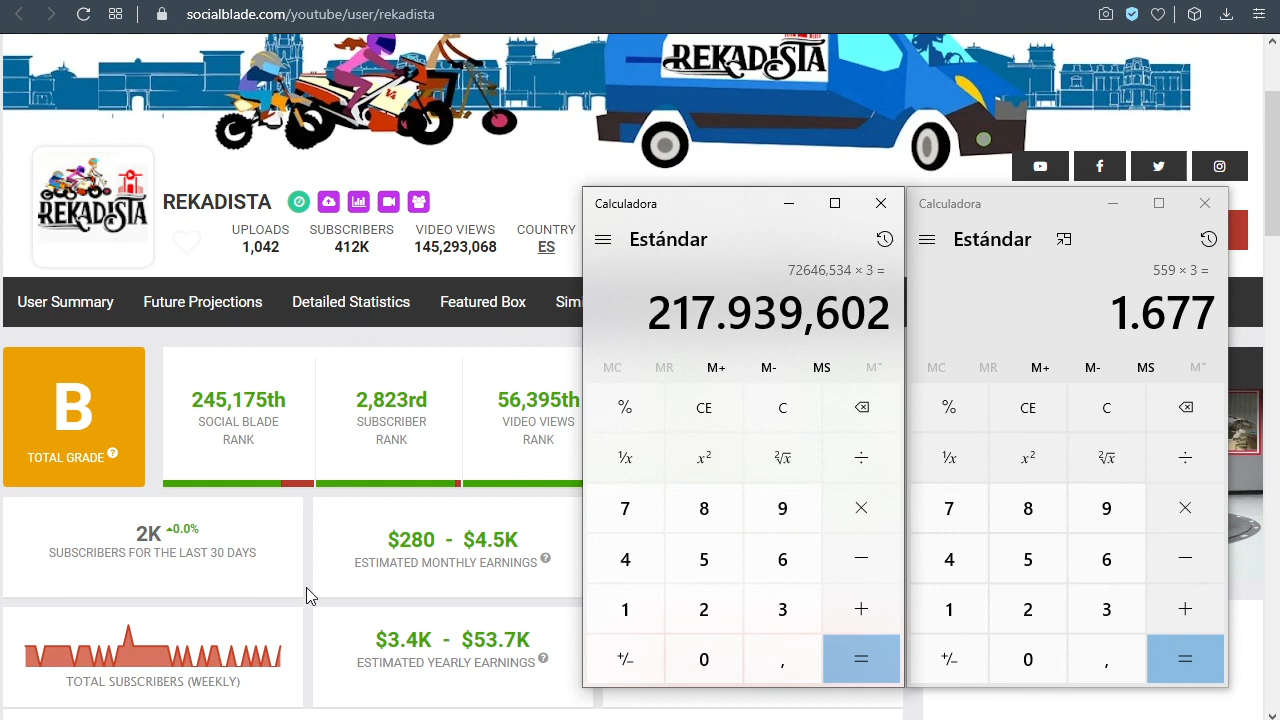 socialblade.com/youtube/user/rekadista
REKADISTA
REKADISTA
REKADISTA
UPLOADS
1,042
SUBSCRIBERS
412K
VIDEO VIEWS
145,293,068
COUNTRY
ES
User Summary
Future Projections
Detailed Statistics
Featured Box
Simi
B
TOTAL GRADE
245,175th
SOCIAL BLADE
RANK
2,823rd
SUBSCRIBER
RANK
56,395th
VIDEO VIEWS
RANK
2K 0.0%
SUBSCRIBERS FOR THE LAST 30 DAYS
$280 - $4.5K
ESTIMATED MONTHLY EARNINGS
TOTAL SUBSCRIBERS (WEEKLY)
$3.4K - $53.7K
ESTIMATED YEARLY EARNINGS
Calculadora
Estándar
72646,534 × 3 =
217.939,602
MC MR M+ M- MS M˅
% CE C
¹/x x² ²√x ÷
7 8 9 ×
4 5 6 −
1 2 3 +
+/− 0 , =
Calculadora
Estándar
559 × 3 =
1.677
MC MR M+ M- MS M˅
% CE C
¹/x x² ²√x ÷
7 8 9 ×
4 5 6 −
1 2 3 +
+/− 0 , =